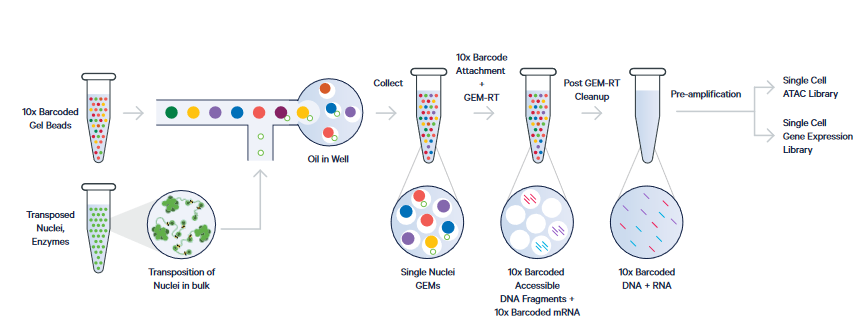 10x Barcoded
Gel Beads
Oil in Well
Collect
10x Barcode
Attachment
+
GEM-RT
Post GEM-RT
Cleanup
Pre-amplification
Single Cell
ATAC Library
Single Cell
Gene Expression
Library
Transposed
Nuclei,
Enzymes
Transposition of
Nuclei in bulk
Single Nuclei
GEMs
10x Barcoded
Accessible
DNA Fragments +
10x Barcoded mRNA
10x Barcoded
DNA + RNA